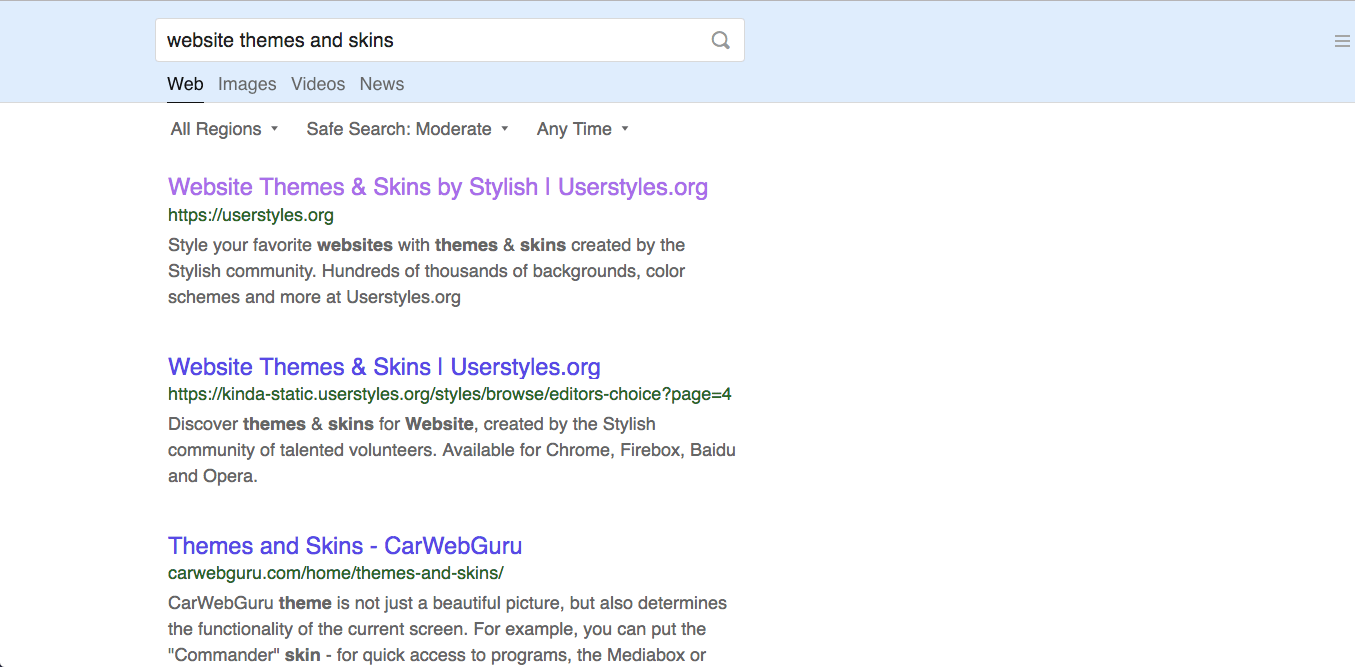 website themes and skins
Web Images Videos News
All Regions Safe Search: Moderate Any Time
Website Themes & Skins by Stylish | Userstyles.org
https://userstyles.org
Style your favorite websites with themes & skins created by the
Stylish community. Hundreds of thousands of backgrounds, color
schemes and more at Userstyles.org
Website Themes & Skins | Userstyles.org
https://kinda-static.userstyles.org/styles/browse/editors-choice?page=4
Discover themes & skins for Website, created by the Stylish
community of talented volunteers. Available for Chrome, Firebox, Baidu
and Opera.
Themes and Skins - CarWebGuru
carwebguru.com/home/themes-and-skins/
CarWebGuru theme is not just a beautiful picture, but also determines
the functionality of the current screen. For example, you can put the
"Commander" skin - for quick access to programs, the Mediabox or